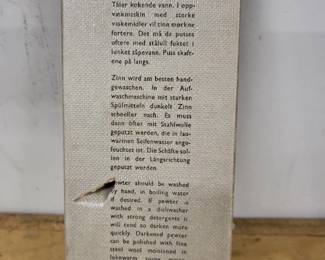 Tåler kokende vann. I opp-
vaskmaskin med sterke
vaskemidler vil tinn mørkne
fortere. Det må da pusses
oftere med stålull fuktet i
lunket såpevann. Puss skaft-
ene på langs.
Zinn wird am besten hand-
gewaschen. In der Auf-
waschmaschine mit starken
Spülmitteln dunkelt Zinn
schneller nach. Es muss
dann öfter mit Stahlwolle
geputzt werden, die in lau-
warmen Seifenwasser ange-
feuchtet ist. Die Schäfte sol-
len in der Längsrichtung
geputzt werden.
Pewter should be washed
by hand, in boiling water
if desired. If pewter is
washed in a dishwasher
with strong detergents it
will tend to darken more
quickly. Darkened pewter
can be polished with fine
steel wool moistened in
lukewarm